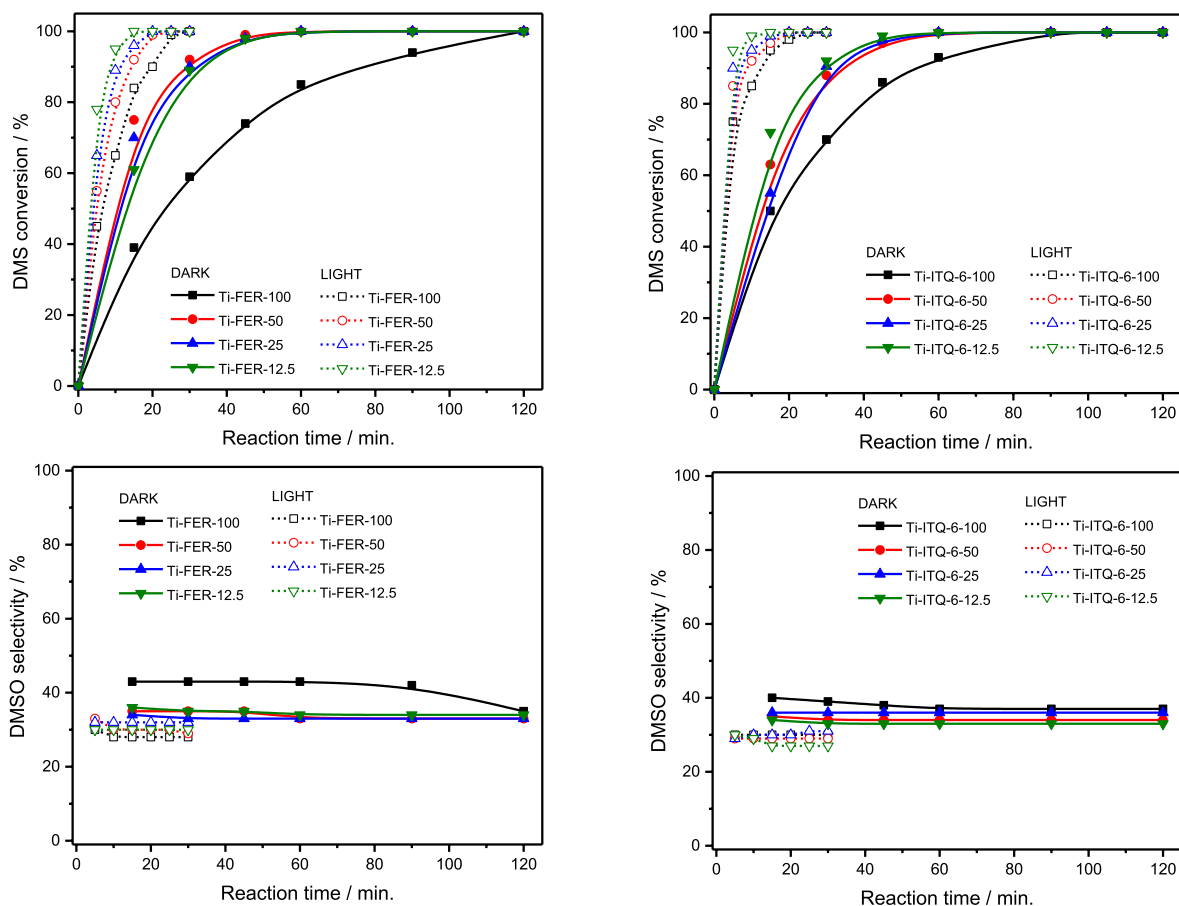 DMS conversion / %
100
80
60
40
20
0
DARK LIGHT
Ti-FER-100 Ti-FER-100
Ti-FER-50 Ti-FER-50
Ti-FER-25 Ti-FER-25
Ti-FER-12.5 Ti-FER-12.5
0 20 40 60 80 100 120
Reaction time / min.
DMS conversion / %
100
80
60
40
20
0
DARK LIGHT
Ti-ITQ-6-100 Ti-ITQ-6-100
Ti-ITQ-6-50 Ti-ITQ-6-50
Ti-ITQ-6-25 Ti-ITQ-6-25
Ti-ITQ-6-12.5 Ti-ITQ-6-12.5
0 20 40 60 80 100 120
Reaction time / min.
DMSO selectivity / %
100
80
60
40
20
0
DARK LIGHT
Ti-FER-100 Ti-FER-100
Ti-FER-50 Ti-FER-50
Ti-FER-25 Ti-FER-25
Ti-FER-12.5 Ti-FER-12.5
0 20 40 60 80 100 120
Reaction time / min.
DMSO selectivity / %
100
80
60
40
20
0
DARK LIGHT
Ti-ITQ-6-100 Ti-ITQ-6-100
Ti-ITQ-6-50 Ti-ITQ-6-50
Ti-ITQ-6-25 Ti-ITQ-6-25
Ti-ITQ-6-12.5 Ti-ITQ-6-12.5
0 20 40 60 80 100 120
Reaction time / min.